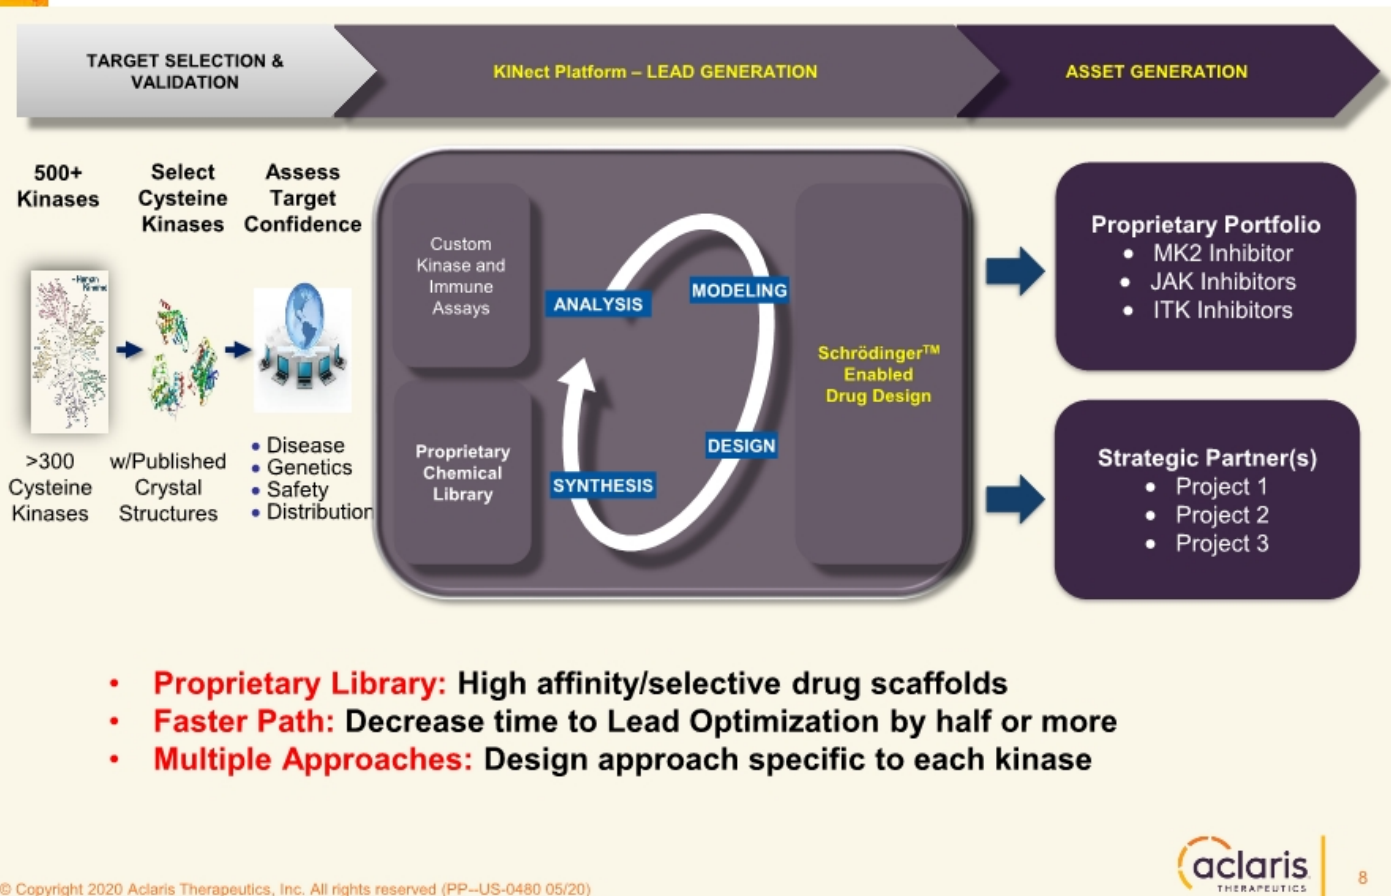 TARGET SELECTION &
VALIDATION
KINect Platform – LEAD GENERATION
ASSET GENERATION
500+
Kinases
Select
Cysteine
Kinases
Assess
Target
Confidence
Human
Kinome
>300
Cysteine
Kinases
w/Published
Crystal
Structures
• Disease
• Genetics
• Safety
• Distribution
Custom
Kinase and
Immune
Assays
Proprietary
Chemical
Library
ANALYSIS
MODELING
DESIGN
SYNTHESIS
Schrödinger™
Enabled
Drug Design
Proprietary Portfolio
• MK2 Inhibitor
• JAK Inhibitors
• ITK Inhibitors
Strategic Partner(s)
• Project 1
• Project 2
• Project 3
• Proprietary Library: High affinity/selective drug scaffolds
• Faster Path: Decrease time to Lead Optimization by half or more
• Multiple Approaches: Design approach specific to each kinase
aclaris
THERAPEUTICS
8
© Copyright 2020 Aclaris Therapeutics, Inc. All rights reserved (PP--US-0480 05/20)